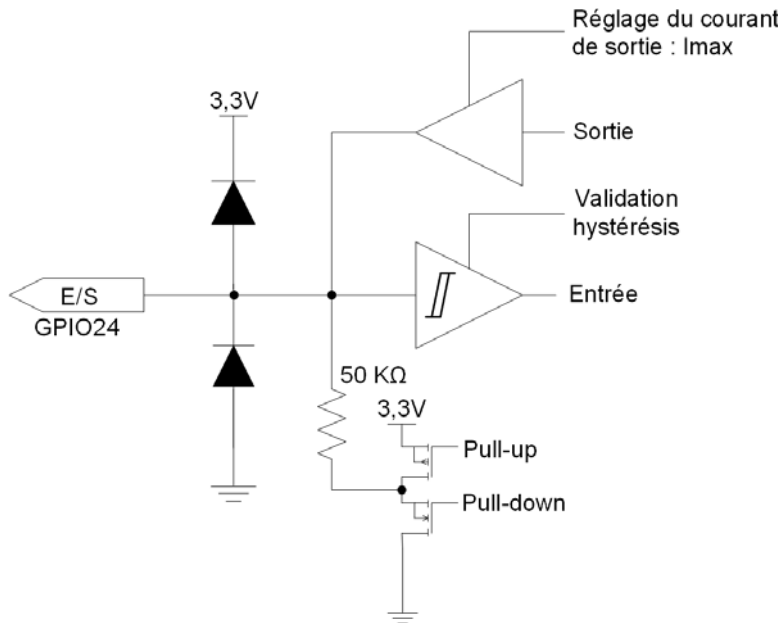 Réglage du courant
de sortie : Imax
3,3V
Sortie
Validation
hystérésis
E/S
Entrée
GPIO24
50 KΩ
3,3V
Pull-up
Pull-down